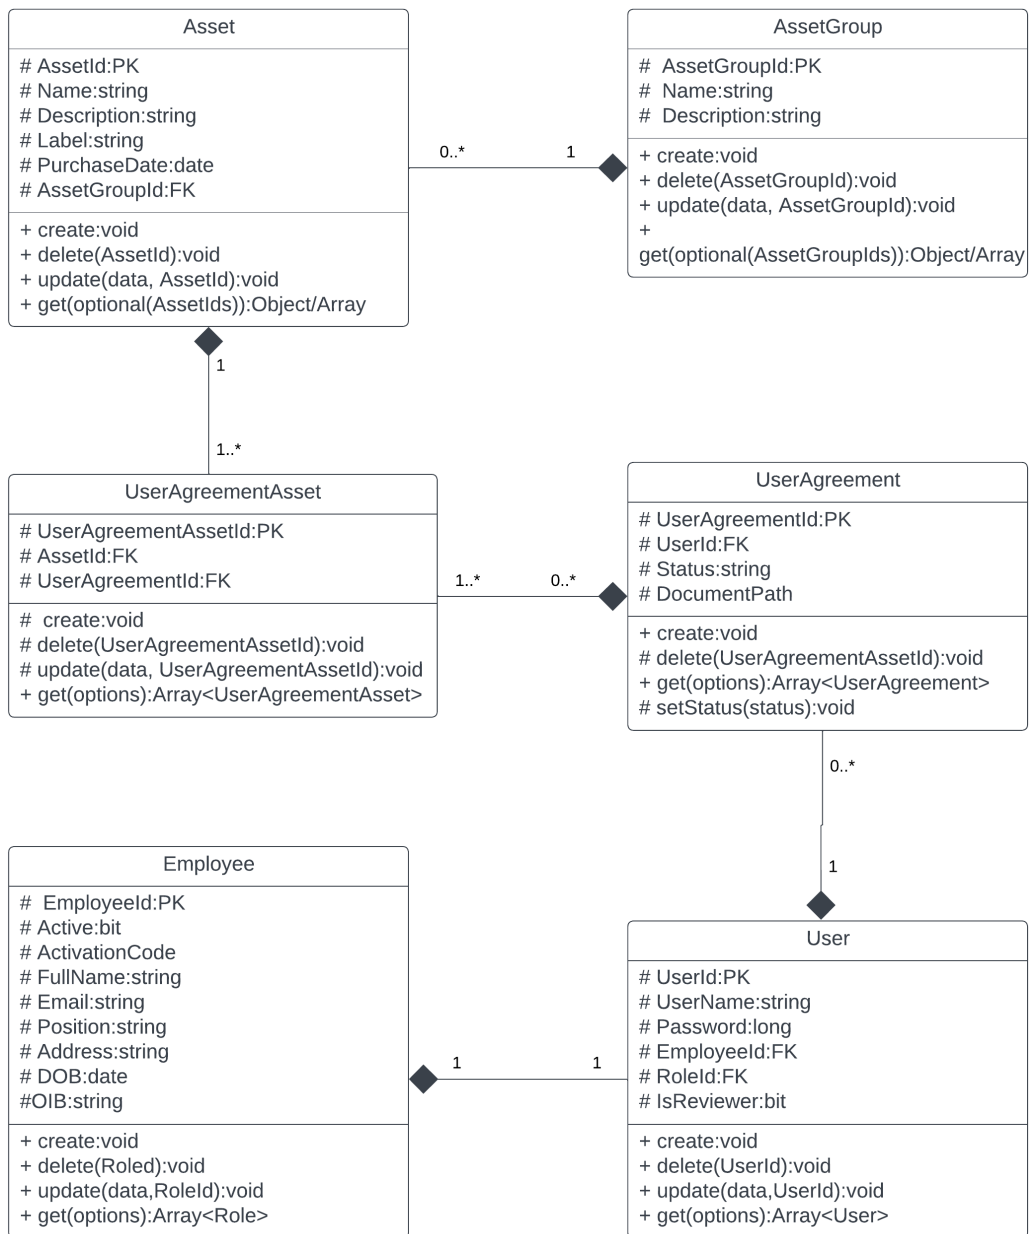 Asset
# AssetId:PK
# Name:string
# Description:string
# Label:string
# PurchaseDate:date
# AssetGroupId:FK
+ create:void
+ delete(AssetId):void
+ update(data, AssetId):void
+ get(optional(AssetIds)):Object/Array
0..*
1
AssetGroup
#  AssetGroupId:PK
#  Name:string
#  Description:string
+ create:void
+ delete(AssetGroupId):void
+ update(data, AssetGroupId):void
+
get(optional(AssetGroupIds)):Object/Array
1
1..*
UserAgreementAsset
# UserAgreementAssetId:PK
# AssetId:FK
# UserAgreementId:FK
#  create:void
# delete(UserAgreementAssetId):void
# update(data, UserAgreementAssetId):void
+ get(options):Array<UserAgreementAsset>
1..*
0..*
UserAgreement
# UserAgreementId:PK
# UserId:FK
# Status:string
# DocumentPath
+ create:void
# delete(UserAgreementAssetId):void
+ get(options):Array<UserAgreement>
# setStatus(status):void
0..*
1
Employee
#  EmployeeId:PK
# Active:bit
# ActivationCode
# FullName:string
# Email:string
# Position:string
# Address:string
# DOB:date
#OIB:string
+ create:void
+ delete(Roled):void
+ update(data,RoleId):void
+ get(options):Array<Role>
1
1
User
# UserId:PK
# UserName:string
# Password:long
# EmployeeId:FK
# RoleId:FK
# IsReviewer:bit
+ create:void
+ delete(UserId):void
+ update(data,UserId):void
+ get(options):Array<User>